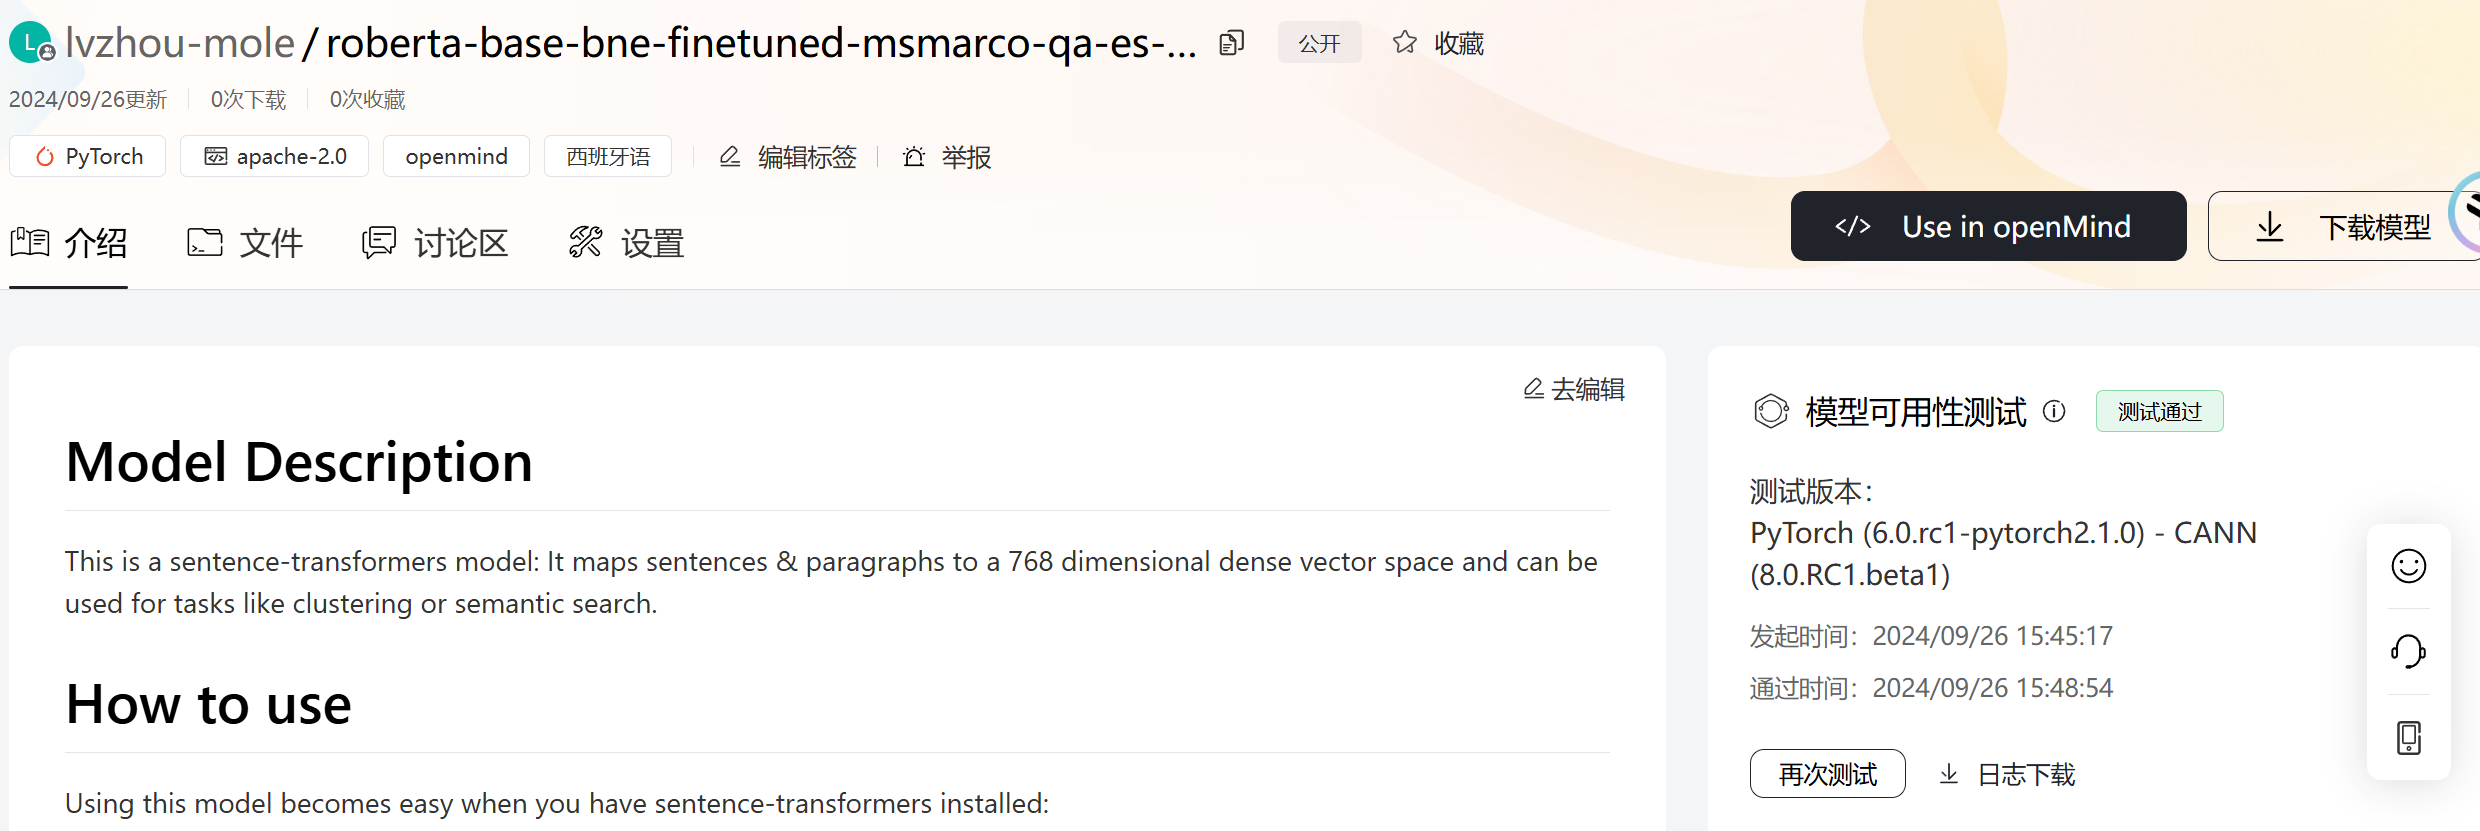 L lvzhou-mole / roberta-base-bne-finetuned-msmarco-qa-es-... 公开 收藏
2024/09/26更新 0次下载 0次收藏
PyTorch apache-2.0 openmind 西班牙语 编辑标签 举报
介绍 文件 讨论区 设置
Use in openMind 下载模型
去编辑
Model Description
This is a sentence-transformers model: It maps sentences & paragraphs to a 768 dimensional dense vector space and can be
used for tasks like clustering or semantic search.
How to use
Using this model becomes easy when you have sentence-transformers installed:
模型可用性测试 测试通过
测试版本：
PyTorch (6.0.rc1-pytorch2.1.0) - CANN
(8.0.RC1.beta1)
发起时间：2024/09/26 15:45:17
通过时间：2024/09/26 15:48:54
再次测试 日志下载